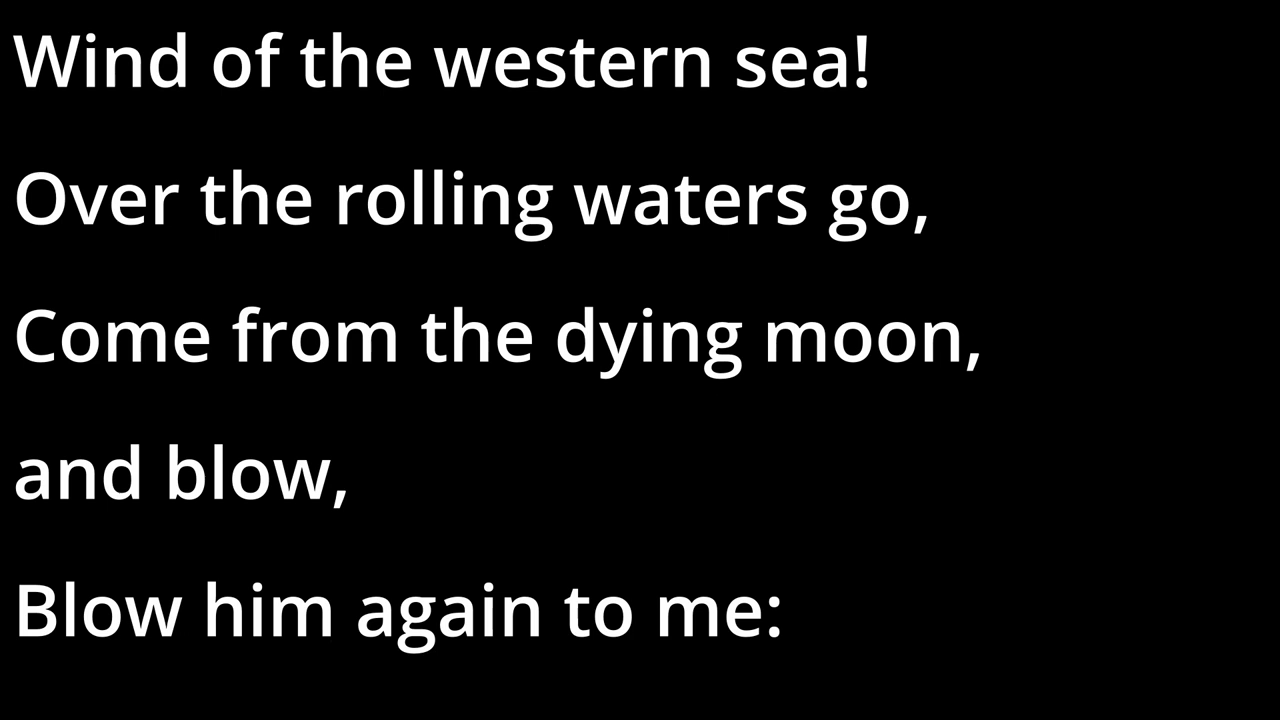 Wind of the western sea!
Over the rolling waters go,
Come from the dying moon,
and blow,
Blow him again to me: